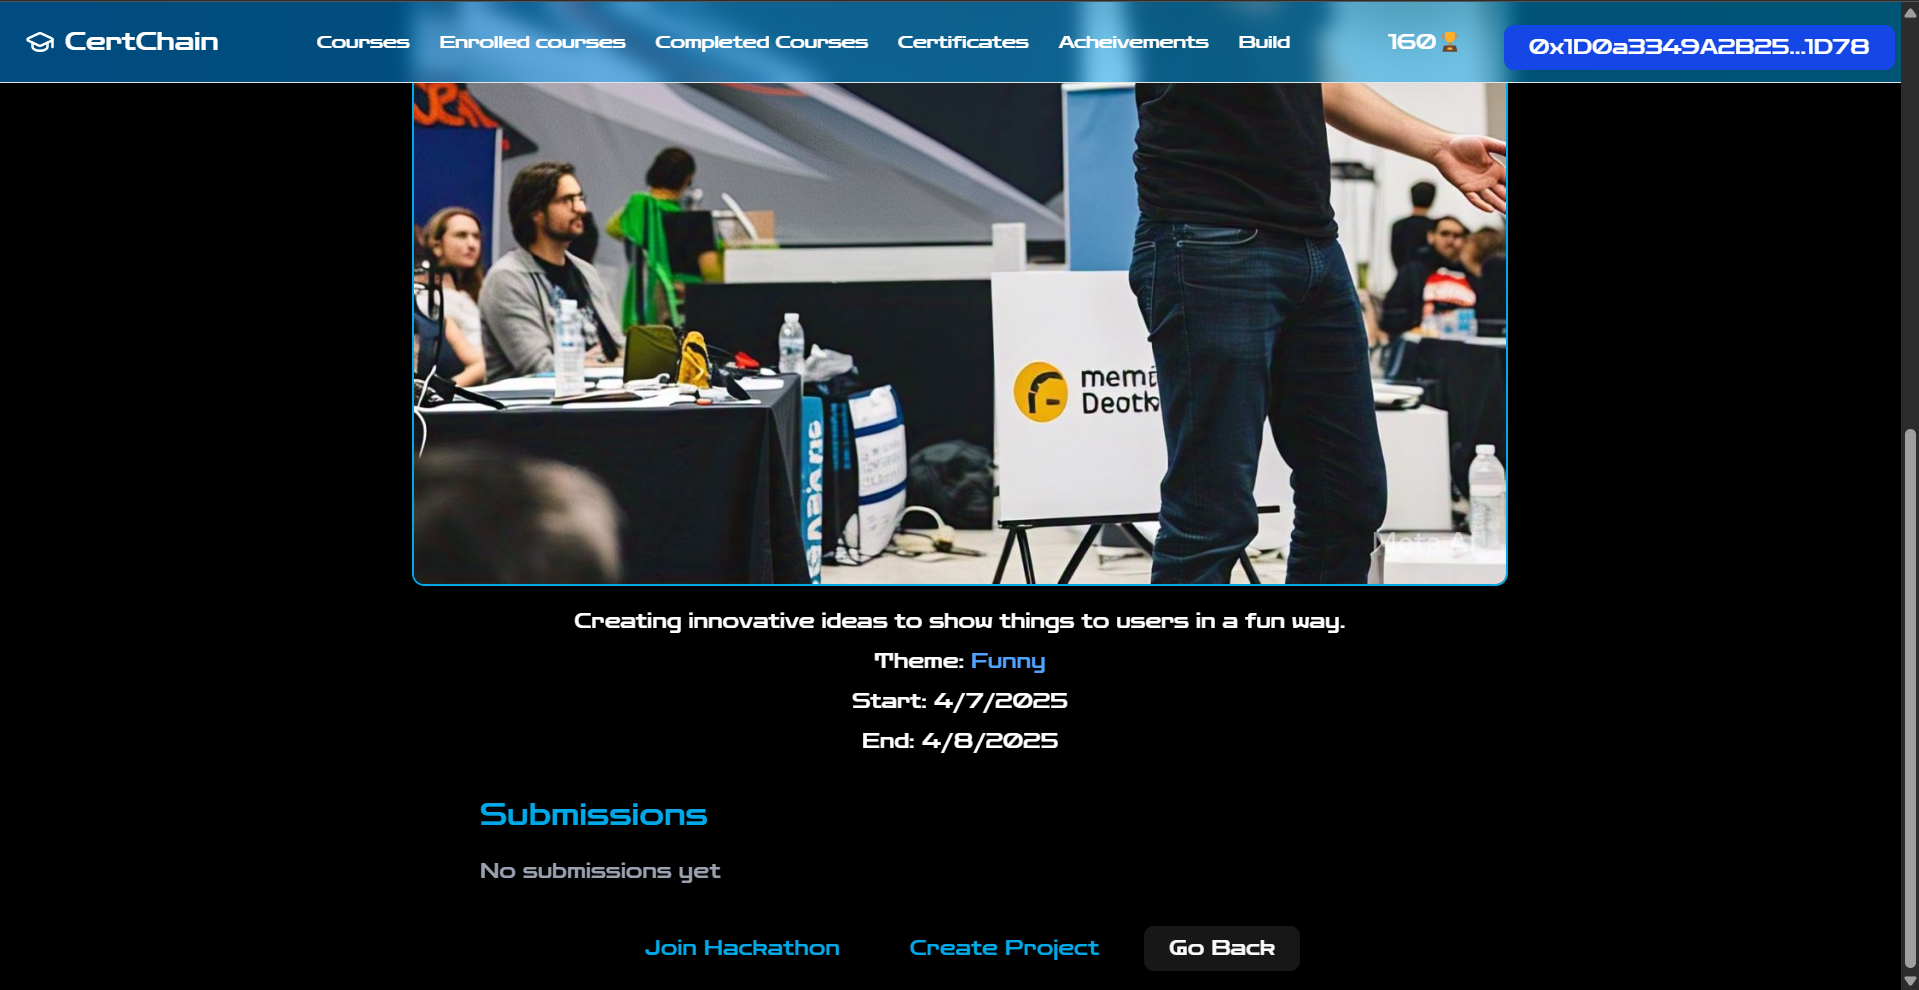 CertChain
Courses
Enrolled courses
Completed Courses
Certificates
Acheivements
Build
160
0x1D0a3349A2B25...1D78
Meta AI
Creating innovative ideas to show things to users in a fun way.
Theme: Funny
Start: 4/7/2025
End: 4/8/2025
Submissions
No submissions yet
Join Hackathon
Create Project
Go Back